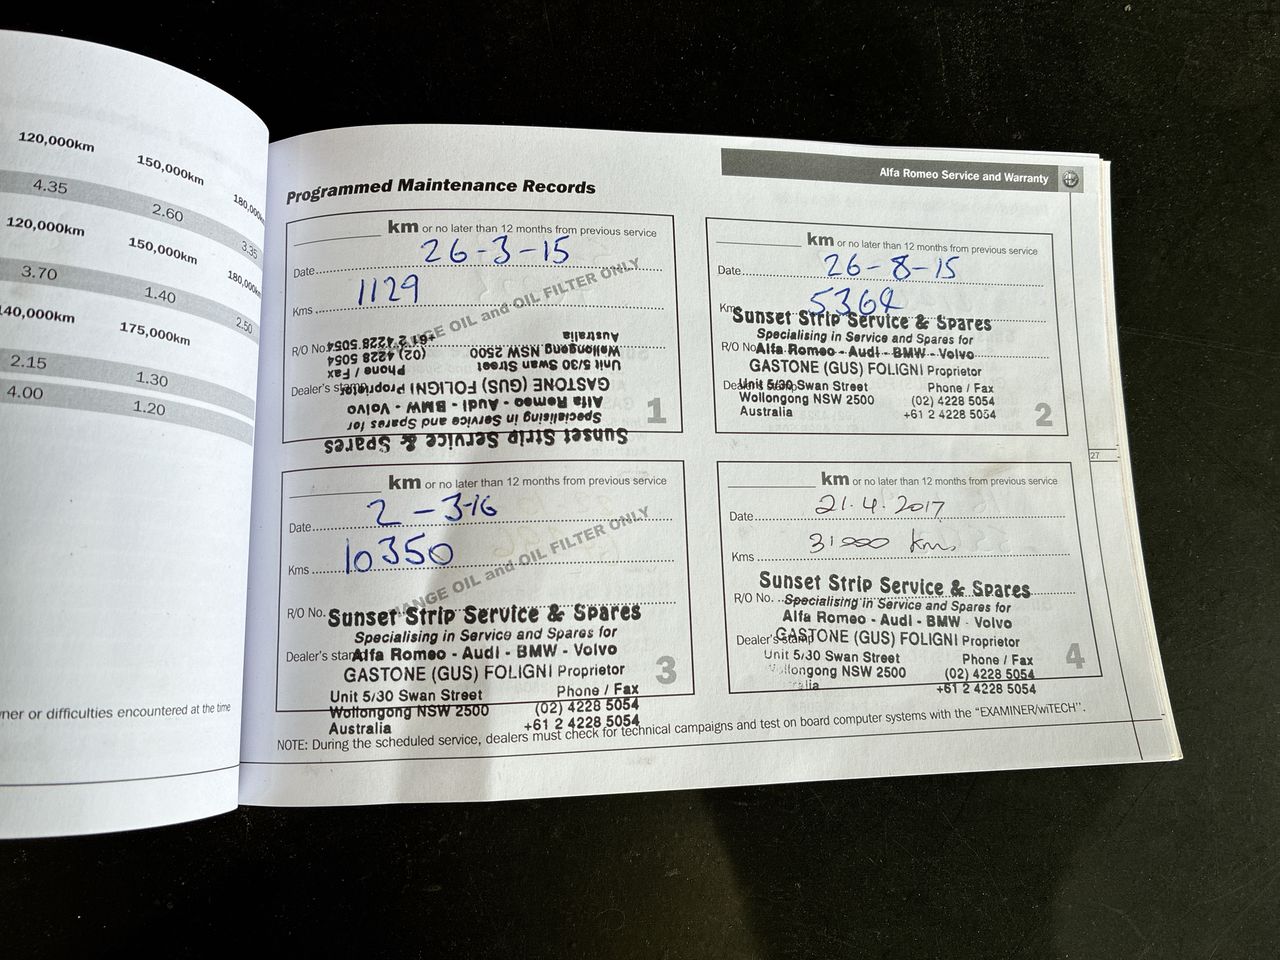 120,000km 150,000km 180,000km
4.35 2.60 3.35
120,000km 150,000km 180,000km
3.70 1.40 2.50
140,000km 175,000km
2.15 1.30
4.00 1.20
ner or difficulties encountered at the time
Alfa Romeo Service and Warranty
Programmed Maintenance Records
km or no later than 12 months from previous service
Date 26-3-15
Kms 1129
CHANGE OIL and OIL FILTER ONLY
R/O No.
Dealer's stamp
Sunset Strip Service & Spares
Specialising in Service and Spares for
Alfa Romeo - Audi - BMW - Volvo
GASTONE (GUS) FOLIGNI Proprietor
Unit 5/30 Swan Street Phone / Fax
Wollongong NSW 2500 (02) 4228 5054
Australia +61 2 4228 5054
1
km or no later than 12 months from previous service
Date 26-8-15
Kms 5364
Sunset Strip Service & Spares
Specialising in Service and Spares for
R/O No. Alfa Romeo - Audi - BMW - Volvo
GASTONE (GUS) FOLIGNI Proprietor
Dealer's stamp Unit 5/30 Swan Street Phone / Fax
Wollongong NSW 2500 (02) 4228 5054
Australia +61 2 4228 5054
2
27
km or no later than 12 months from previous service
Date 2-3-16
Kms 10350
CHANGE OIL and OIL FILTER ONLY
R/O No. Sunset Strip Service & Spares
Specialising in Service and Spares for
Dealer's stamp Alfa Romeo - Audi - BMW - Volvo
GASTONE (GUS) FOLIGNI Proprietor
Unit 5/30 Swan Street Phone / Fax
Wollongong NSW 2500 (02) 4228 5054
Australia +61 2 4228 5054
3
km or no later than 12 months from previous service
Date 21.4.2017
Kms 31000 Kms
Sunset Strip Service & Spares
R/O No. Specialising in Service and Spares for
Alfa Romeo - Audi - BMW - Volvo
Dealer's stamp GASTONE (GUS) FOLIGNI Proprietor
Unit 5/30 Swan Street Phone / Fax
Wollongong NSW 2500 (02) 4228 5054
Australia +61 2 4228 5054
4
NOTE: During the scheduled service, dealers must check for technical campaigns and test on board computer systems with the "EXAMINER/wiTECH".